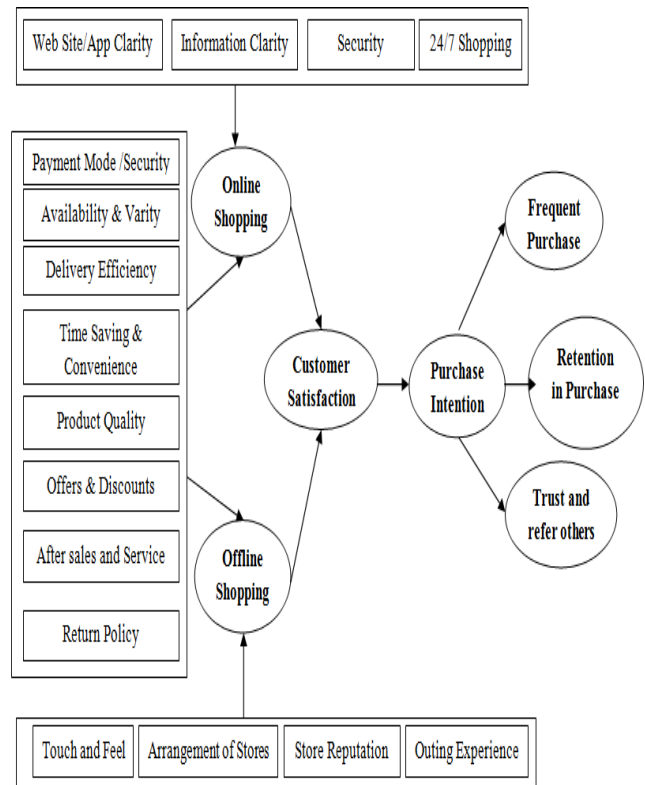 Web Site/App Clarity
Information Clarity
Security
24/7 Shopping
Payment Mode /Security
Availability & Varity
Delivery Efficiency
Time Saving &
Convenience
Product Quality
Offers & Discounts
After sales and Service
Return Policy
Online
Shopping
Offline
Shopping
Customer
Satisfaction
Purchase
Intention
Frequent
Purchase
Retention
in Purchase
Trust and
refer others
Touch and Feel
Arrangement of Stores
Store Reputation
Outing Experience